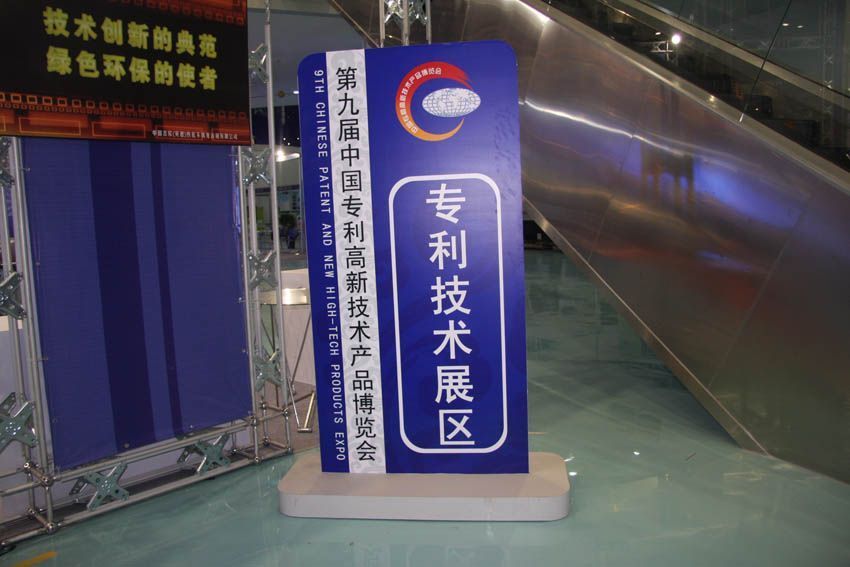 技术创新的典范
绿色环保的使者
第九届中国专利高新技术产品博览会
9TH CHINESE PATENT AND NEW HIGH-TECH PRODUCTS EXPO
专利技术展区